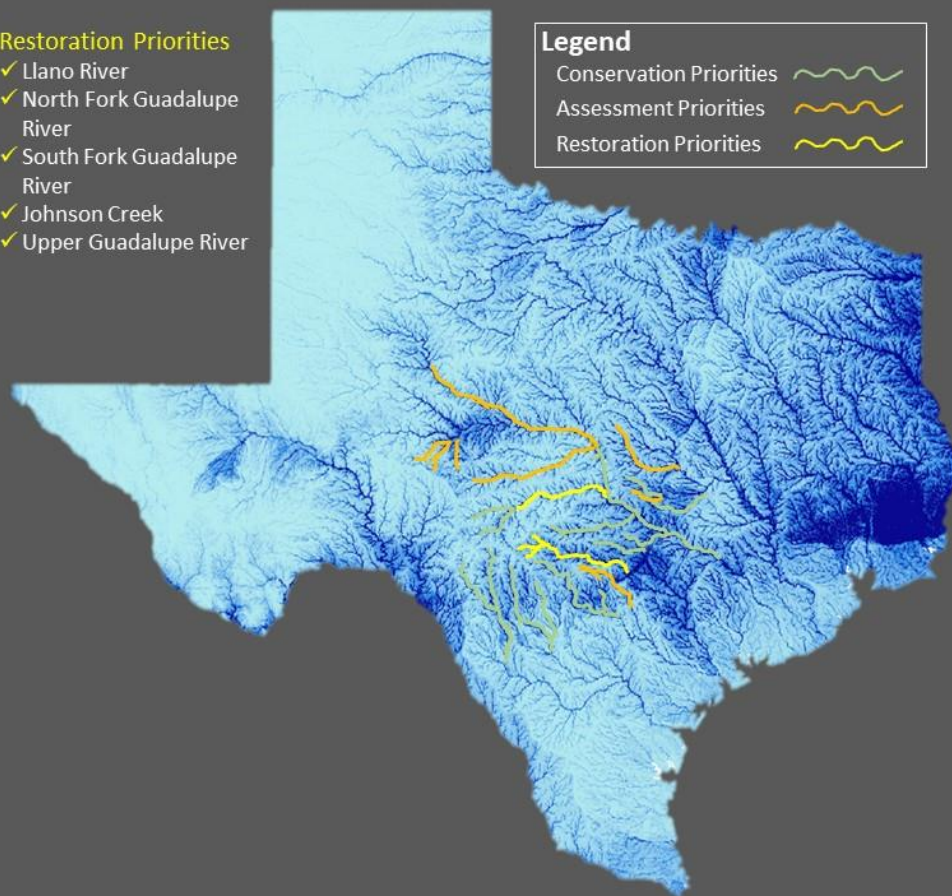 Restoration Priorities
✓ Llano River
✓ North Fork Guadalupe
River
✓ South Fork Guadalupe
River
✓ Johnson Creek
✓ Upper Guadalupe River
Legend
Conservation Priorities
Assessment Priorities
Restoration Priorities